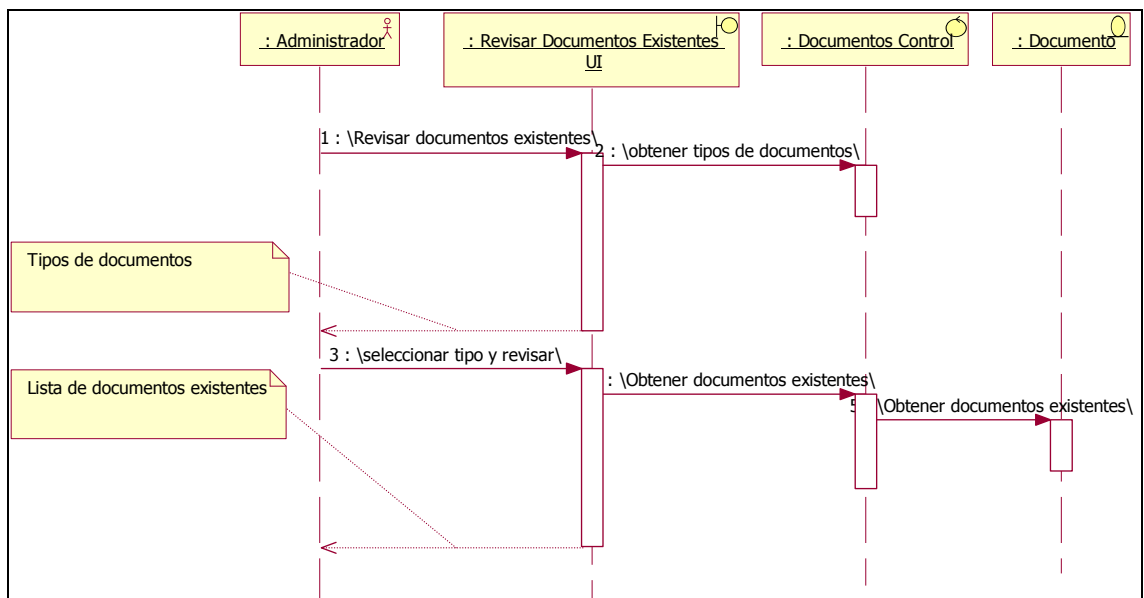 : Administrador
: Revisar Documentos Existentes
UI
: Documentos Control
: Documento
1 : \Revisar documentos existentes\
2 : \obtener tipos de documentos\
Tipos de documentos
3 : \seleccionar tipo y revisar\
Lista de documentos existentes
: \Obtener documentos existentes\
5 \Obtener documentos existentes\